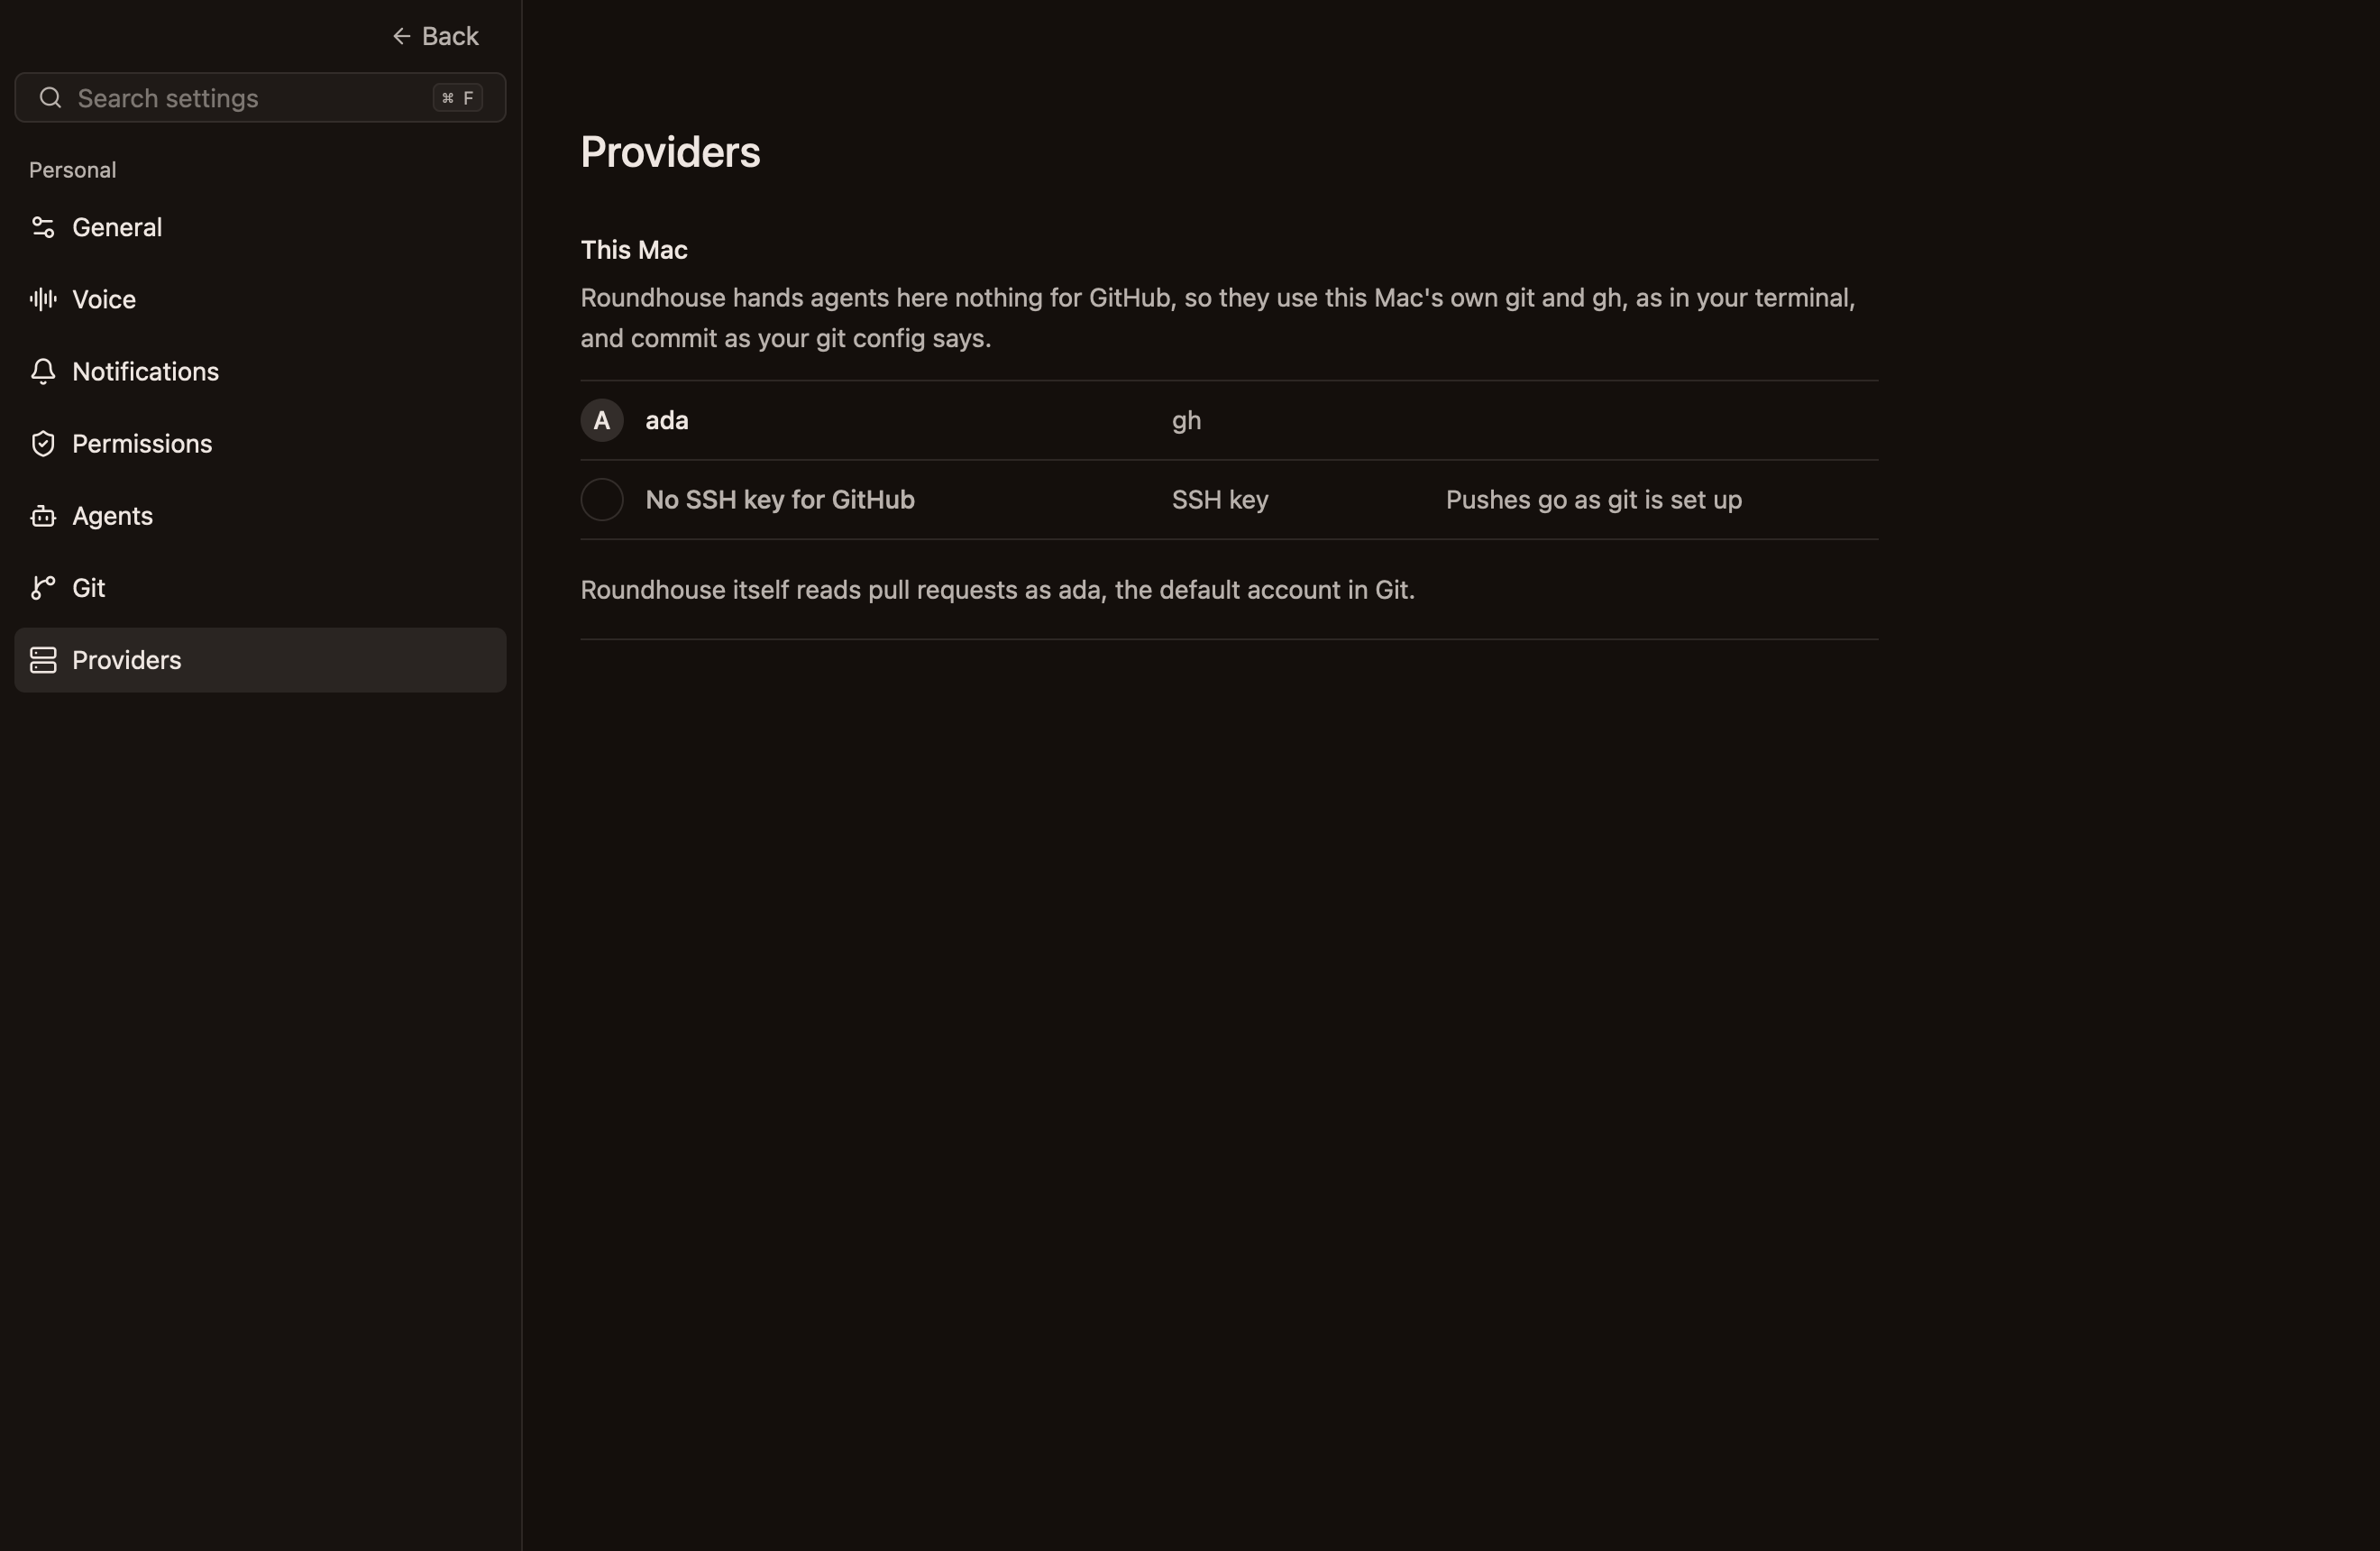 ← Back
Search settings ⌘ F
Personal
General
Voice
Notifications
Permissions
Agents
Git
Providers
Providers
This Mac
Roundhouse hands agents here nothing for GitHub, so they use this Mac's own git and gh, as in your terminal,
and commit as your git config says.
A ada gh
No SSH key for GitHub SSH key Pushes go as git is set up
Roundhouse itself reads pull requests as ada, the default account in Git.